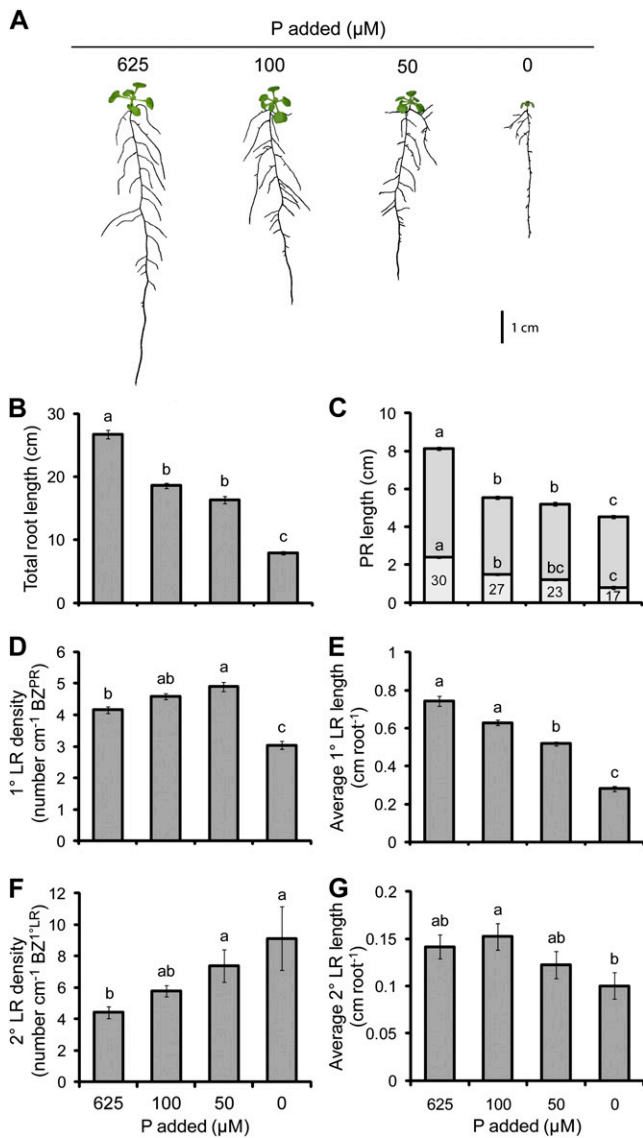 A
P added (µM)
625 100 50 0
1 cm
B
Total root length (cm)
30
20
10
0
a
b
b
c
C
PR length (cm)
10
8
6
4
2
0
a
b
b
c
a
b
bc
c
30
27
23
17
D
1° LR density
(number cm⁻¹ BZᴾᴿ)
6
5
4
3
2
1
0
b
ab
a
c
E
Average 1° LR length
(cm root⁻¹)
1
0.8
0.6
0.4
0.2
0
a
a
b
c
F
2° LR density
(number cm⁻¹ BZ¹°ᴸᴿ)
12
10
8
6
4
2
0
b
ab
a
a
625 100 50 0
P added (µM)
G
Average 2° LR length
(cm root⁻¹)
0.2
0.15
0.1
0.05
0
ab
a
ab
b
625 100 50 0
P added (µM)